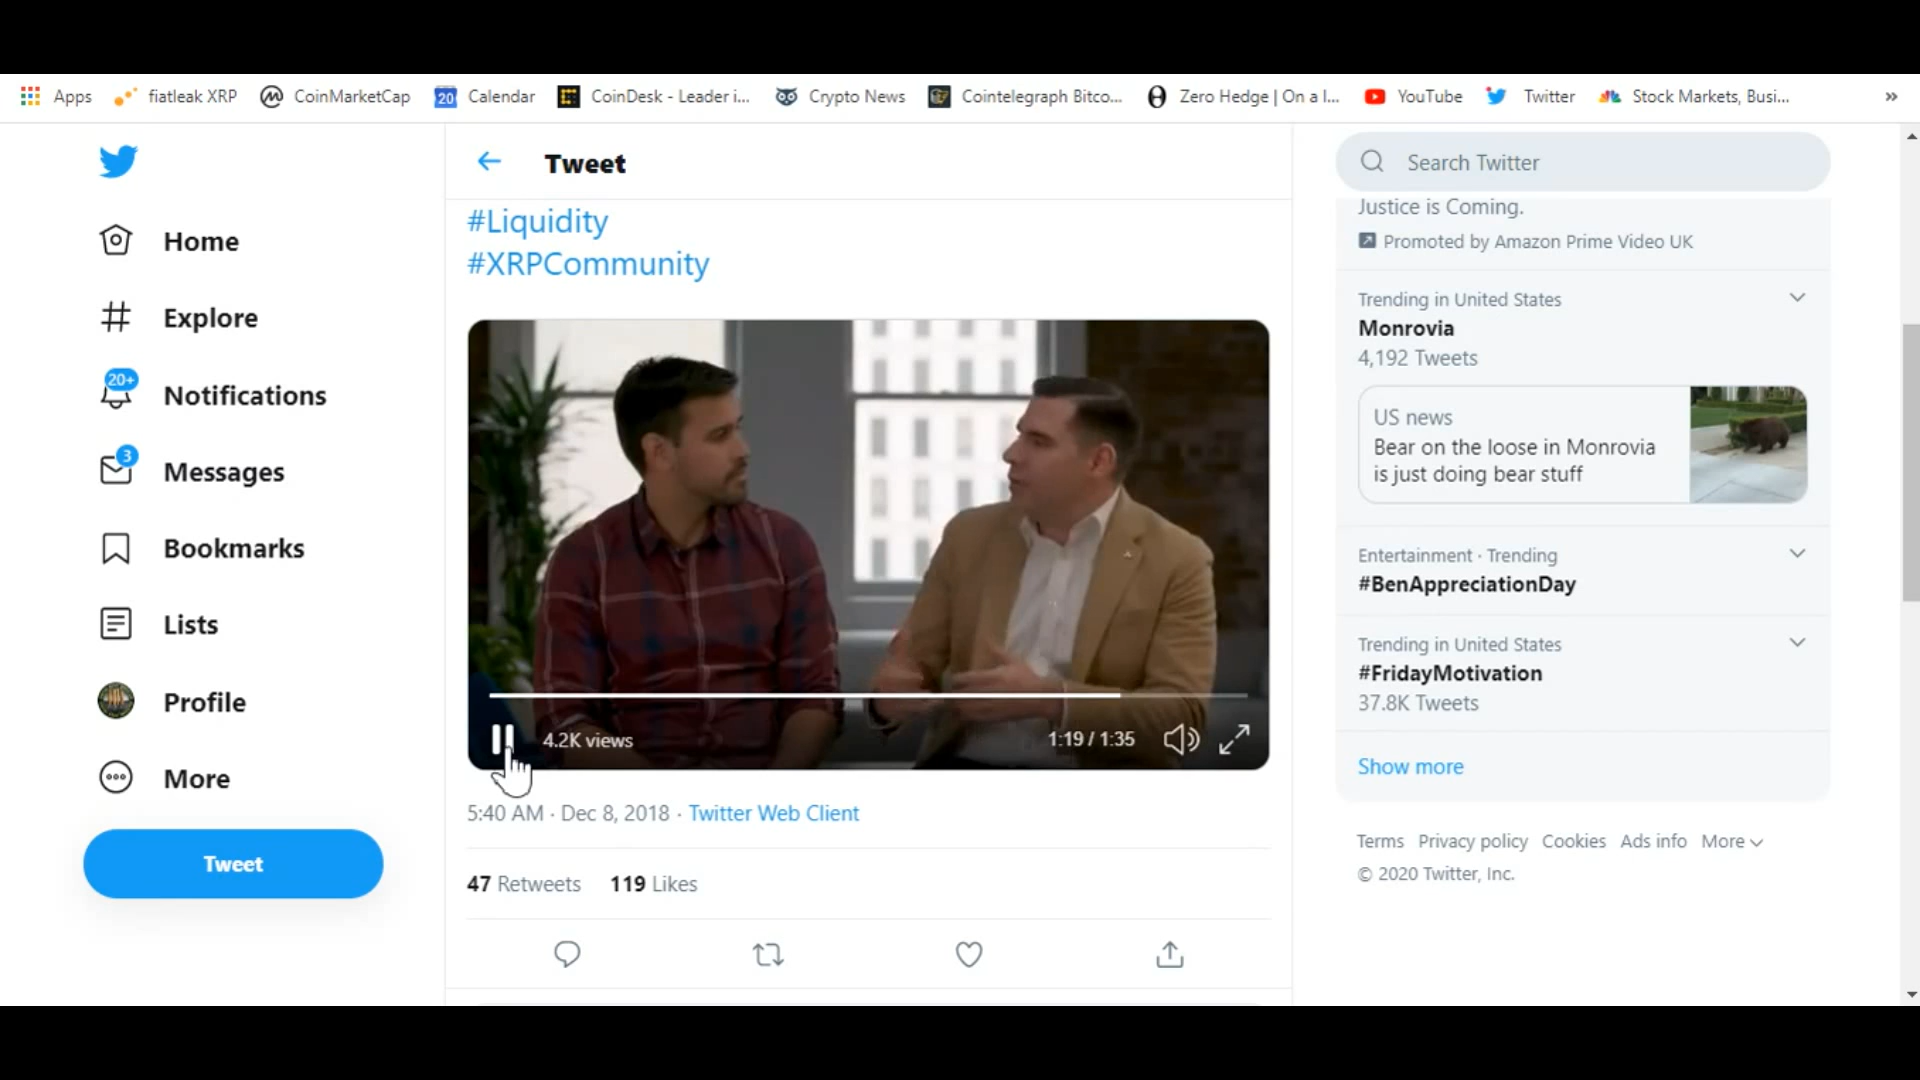 Apps
fiatleak XRP
CoinMarketCap
20
Calendar
CoinDesk - Leader i...
Crypto News
Cointelegraph Bitco...
Zero Hedge | On a l...
YouTube
Twitter
Stock Markets, Busi...
»
Home
Explore
20+
Notifications
3
Messages
Bookmarks
Lists
Profile
More
Tweet
Tweet
#Liquidity
#XRPCommunity
4.2K views
1:19 / 1:35
5:40 AM · Dec 8, 2018 · Twitter Web Client
47 Retweets 119 Likes
Search Twitter
Justice is Coming.
Promoted by Amazon Prime Video UK
Trending in United States
Monrovia
4,192 Tweets
US news
Bear on the loose in Monrovia
is just doing bear stuff
Entertainment · Trending
#BenAppreciationDay
Trending in United States
#FridayMotivation
37.8K Tweets
Show more
Terms Privacy policy Cookies Ads info More
© 2020 Twitter, Inc.